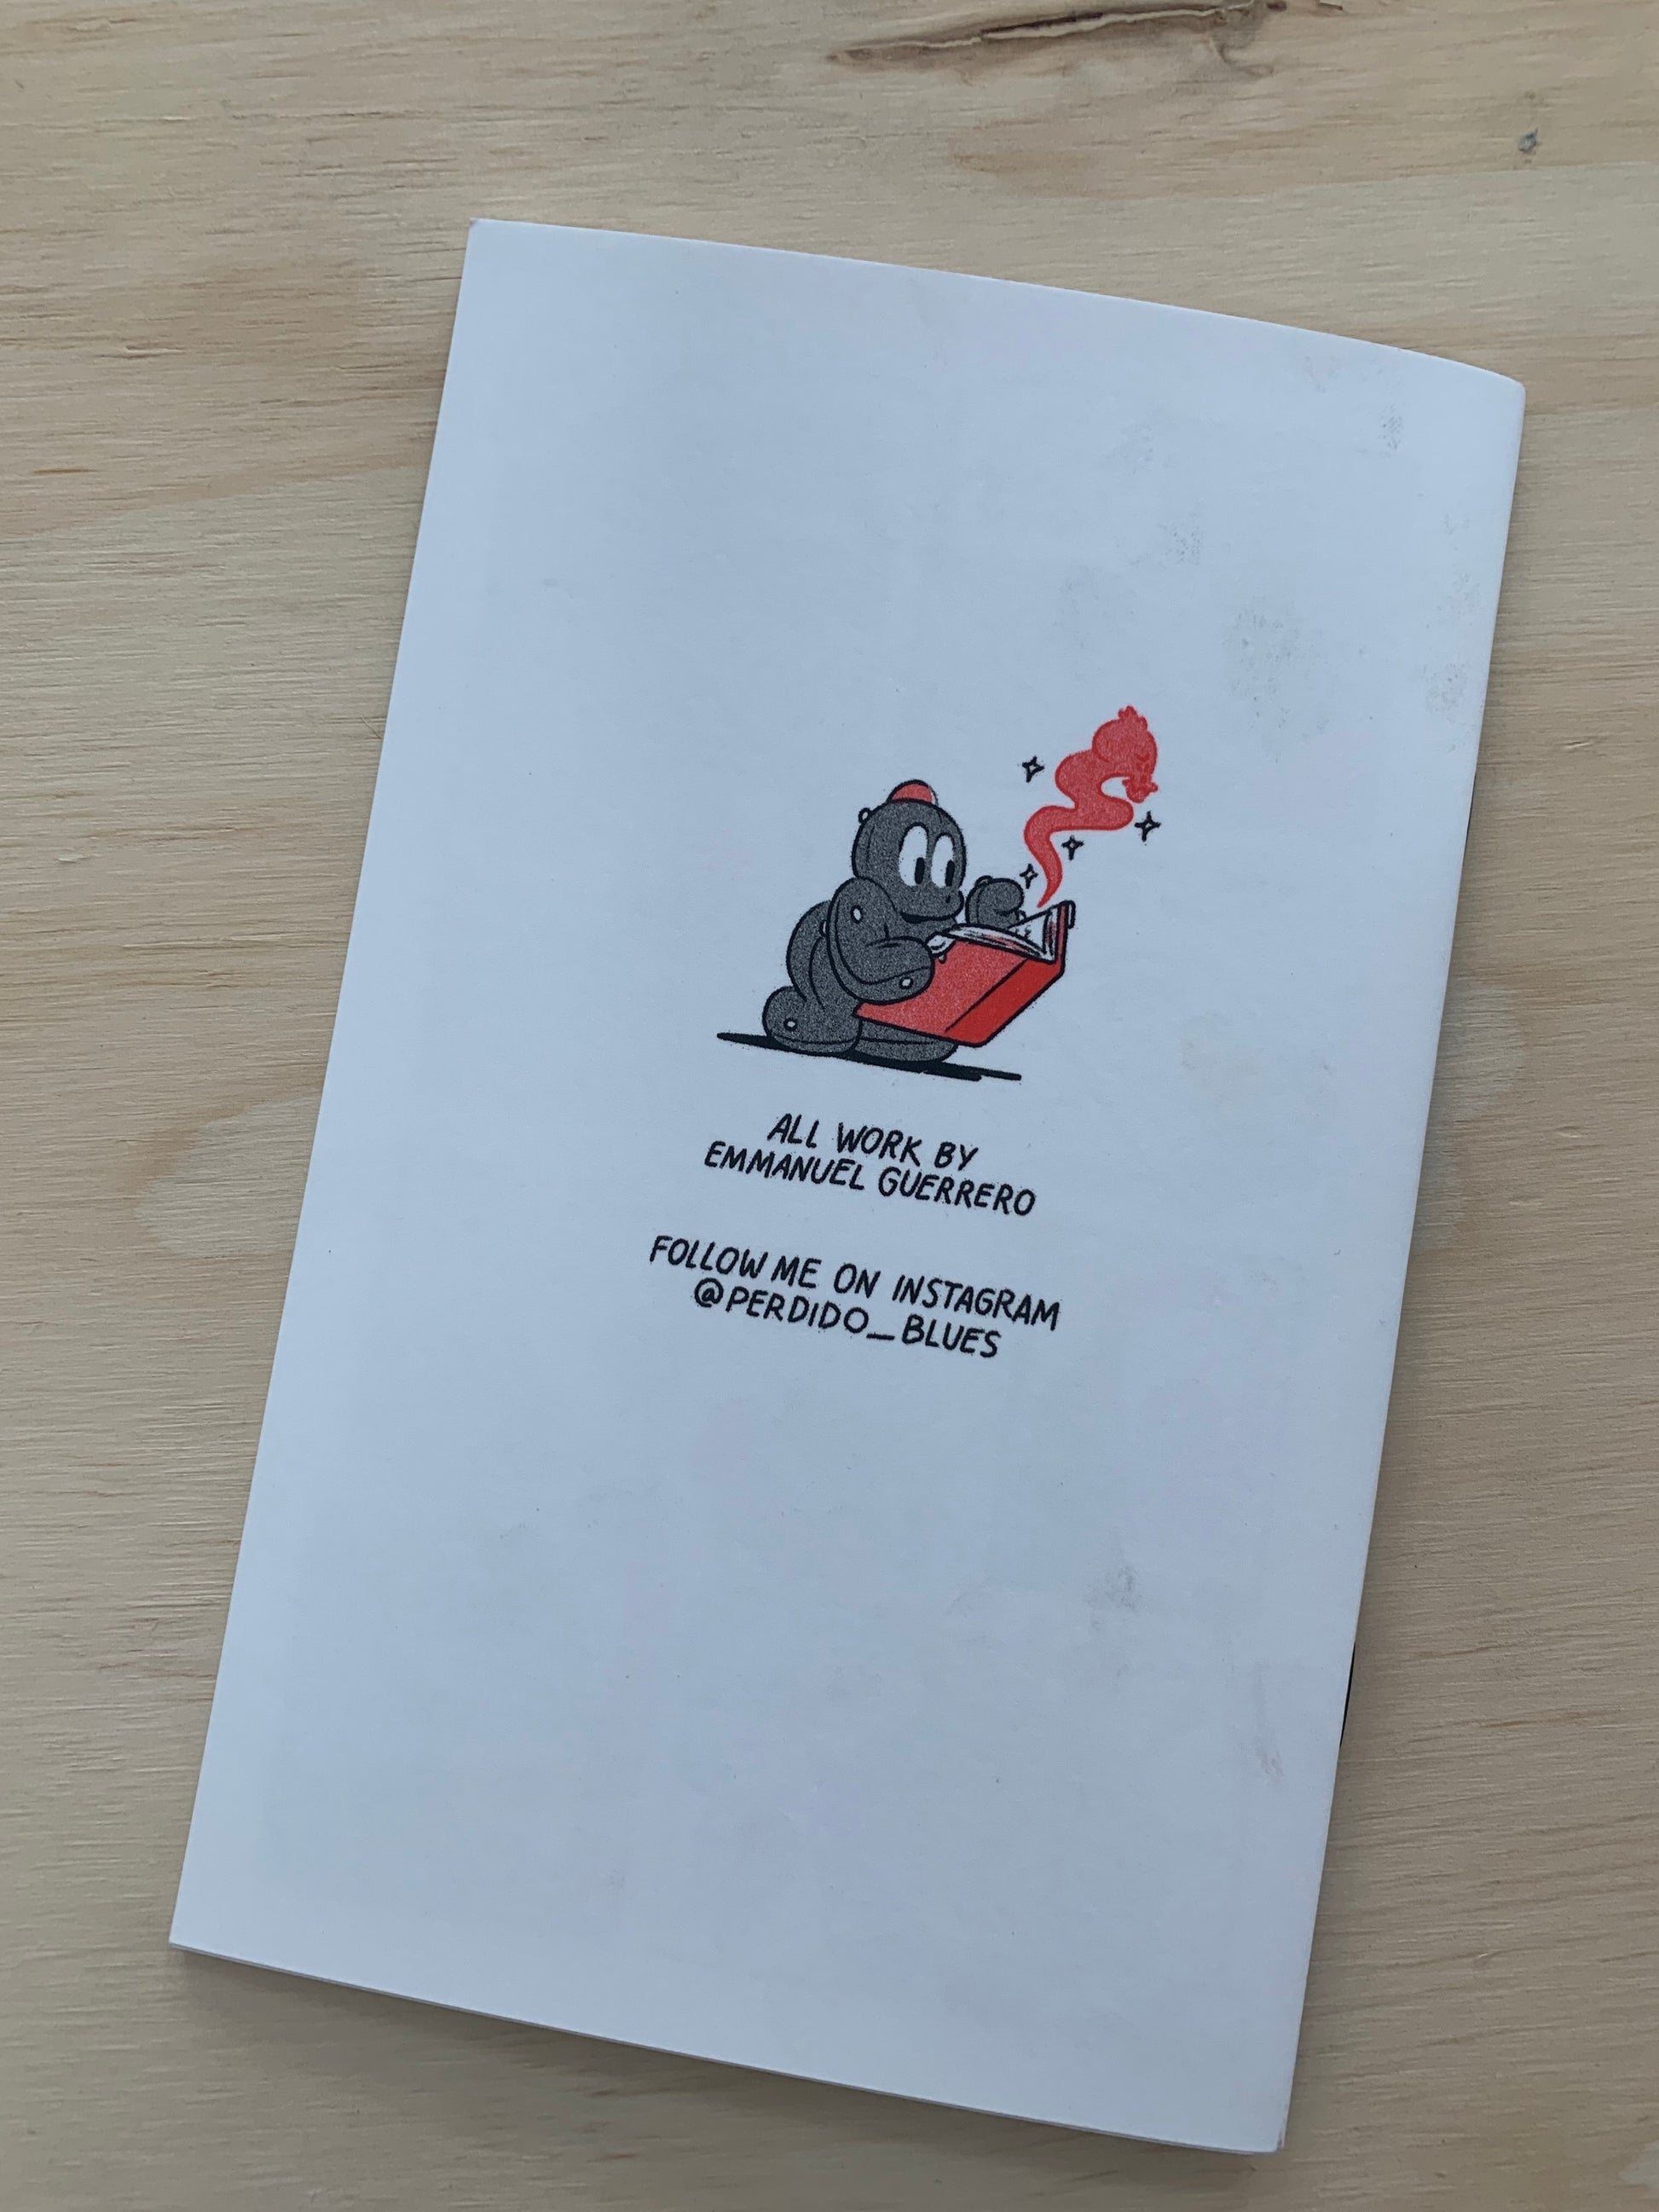 ALL WORK BY
EMMANUEL GUERRERO
FOLLOW ME ON INSTAGRAM
@PERDIDO_BLUES